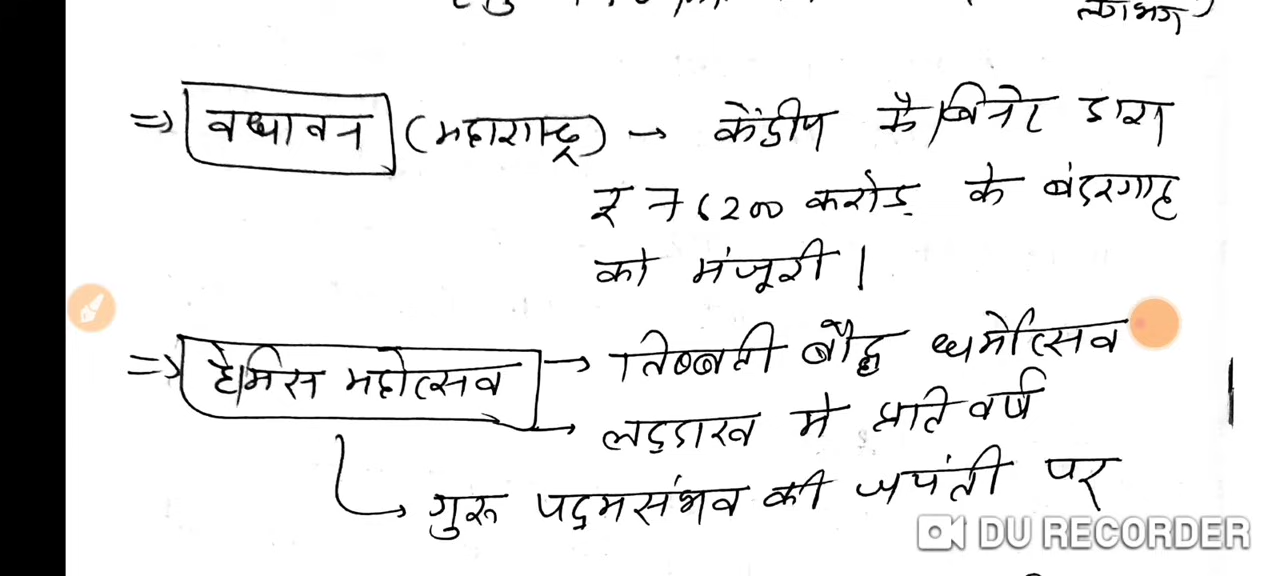 लगभग)
=> वधावन (महाराष्ट्र) → केंद्रीय कैबिनेट द्वारा
₹ 76200 करोड़ के बंदरगाह
को मंजूरी।
=> हेमिस महोत्सव → तिब्बती बौद्ध धर्मोत्सव
→ लद्दाख मे प्रति वर्ष
→ गुरू पद्मसंभव की जयंती पर
DU RECORDER